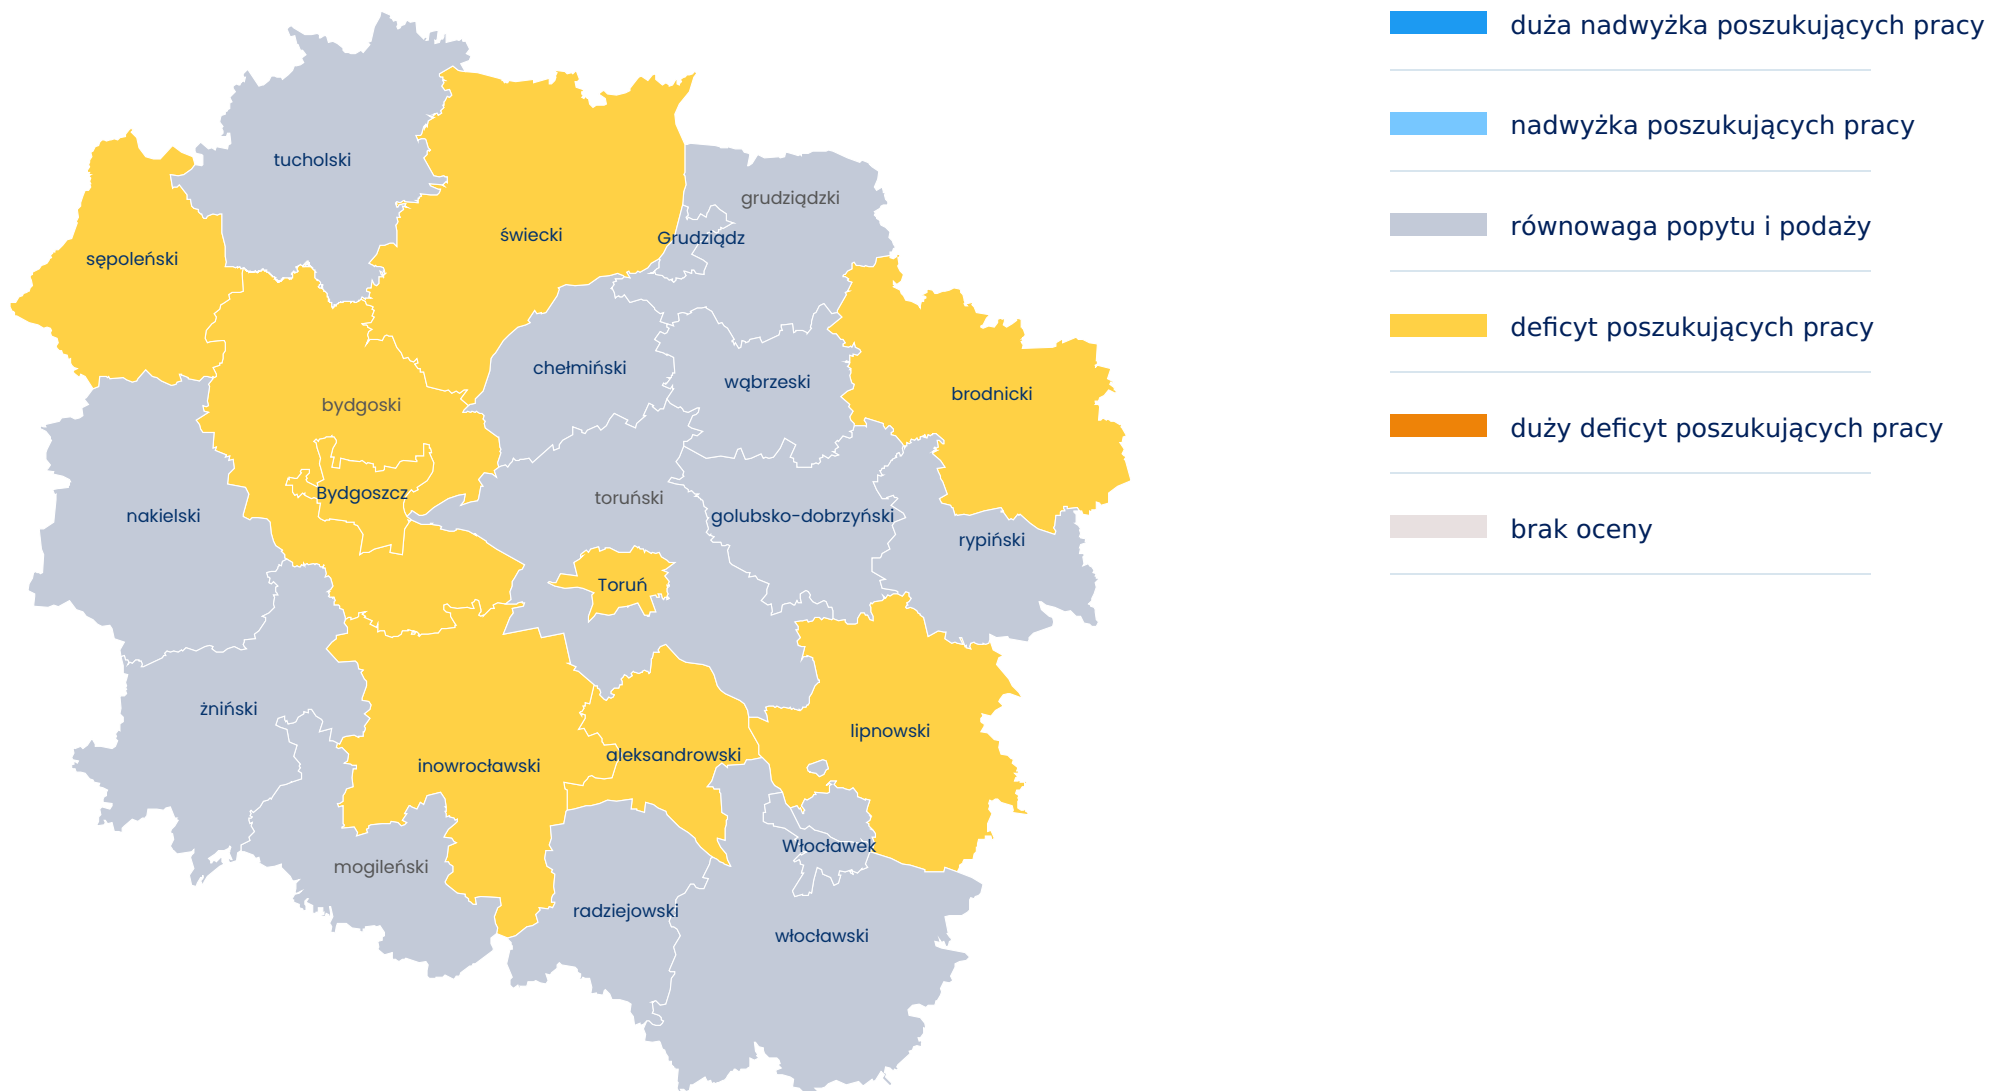 duża nadwyżka poszukujących pracy
nadwyżka poszukujących pracy
równowaga popytu i podaży
deficyt poszukujących pracy
duży deficyt poszukujących pracy
brak oceny
tucholski
grudziądzki
świecki
Grudziądz
sępoleński
chełmiński
wąbrzeski
brodnicki
bydgoski
Bydgoszcz
toruński
nakielski
golubsko-dobrzyński
rypiński
Toruń
żniński
lipnowski
aleksandrowski
inowrocławski
Włocławek
mogileński
radziejowski
włocławski